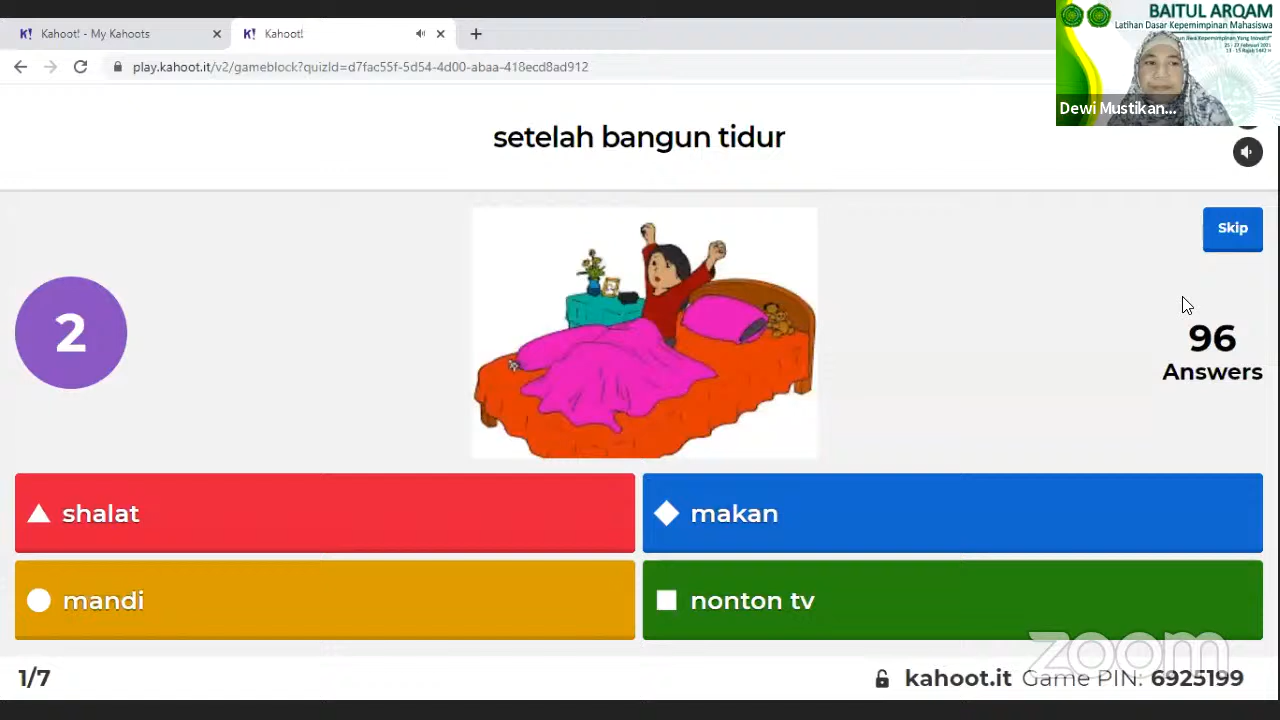 Kahoot! - My Kahoots
Kahoot!
play.kahoot.it/v2/gameblock?quizId=d7fac55f-5d54-4d00-abaa-418ecd8ad912
BAITUL ARQAM
Latihan Dasar Kepemimpinan Mahasiswa
Dewi Mustikan...
setelah bangun tidur
Skip
2
96
Answers
shalat
makan
mandi
nonton tv
zoom
1/7
kahoot.it Game PIN: 6925199